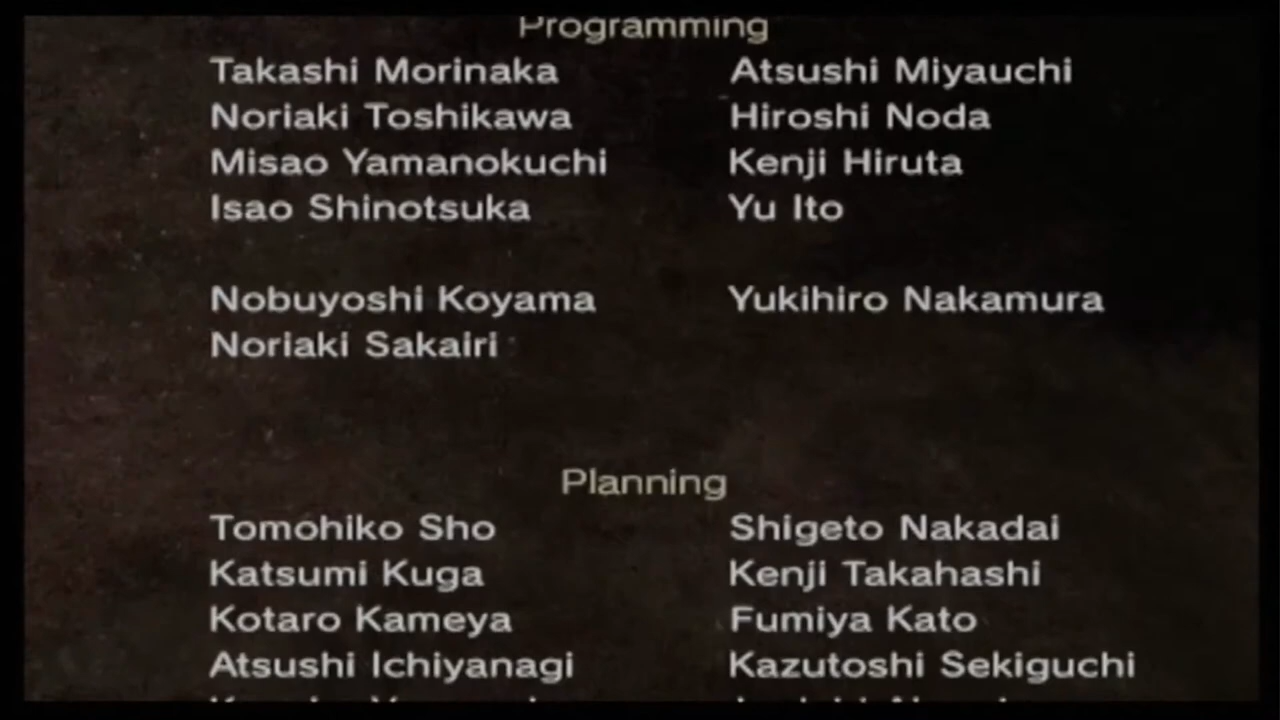 Programming
Takashi Morinaka Atsushi Miyauchi
Noriaki Toshikawa Hiroshi Noda
Misao Yamanokuchi Kenji Hiruta
Isao Shinotsuka Yu Ito
Nobuyoshi Koyama Yukihiro Nakamura
Noriaki Sakairi
Planning
Tomohiko Sho Shigeto Nakadai
Katsumi Kuga Kenji Takahashi
Kotaro Kameya Fumiya Kato
Atsushi Ichiyanagi Kazutoshi Sekiguchi